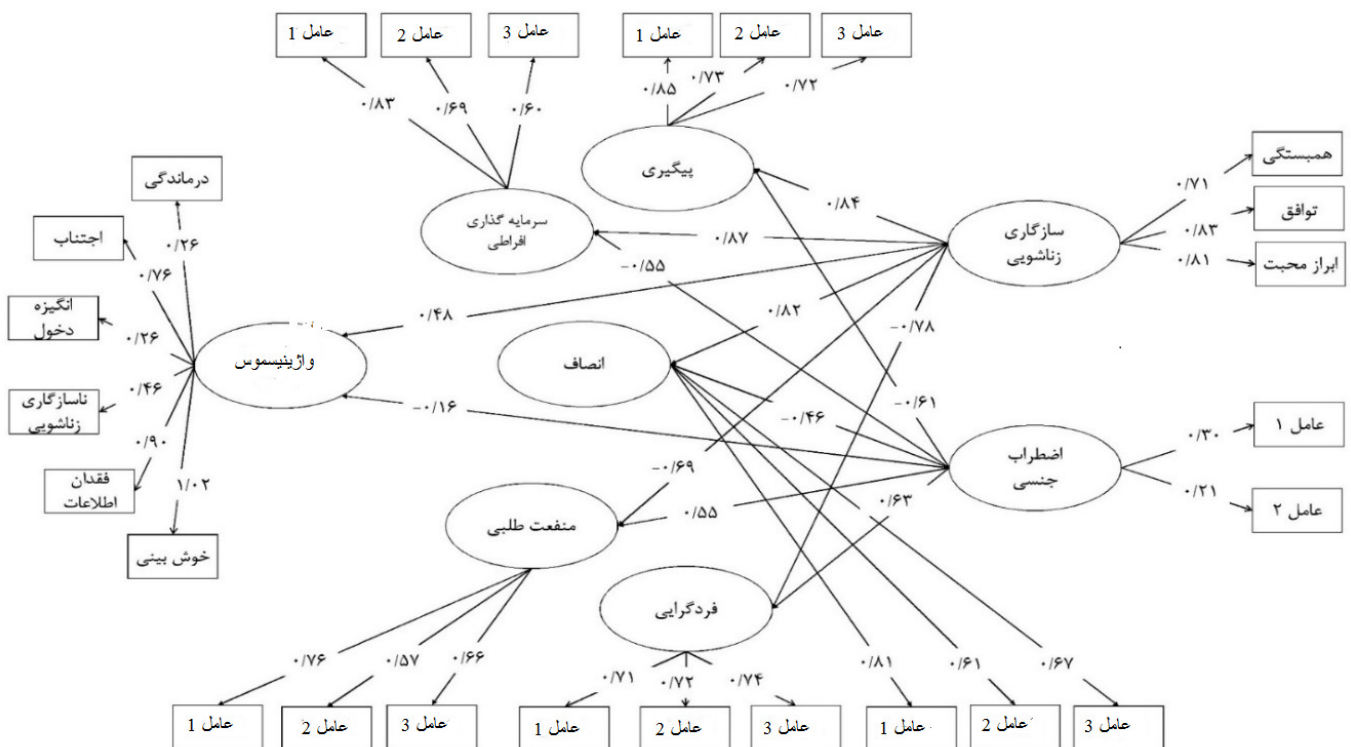 عامل 1
عامل 2
عامل 3
عامل 1
عامل 2
عامل 3
۰/۸۳
۰/۶۹
۰/۶۰
۰/۸۵
۰/۷۳
۰/۷۲
پیگیری
سرمایه گذاری
افراطی
همبستگی
توافق
ابراز محبت
۰/۷۱
۰/۸۳
۰/۸۱
سازگاری
زناشویی
۰/۸۴
۰/۸۷
-۰/۵۵
۰/۴۸
۰/۸۲
-۰/۷۸
درماندگی
اجتناب
انگیزه
دخول
ناسازگاری
زناشویی
فقدان
اطلاعات
خوش بینی
۰/۲۶
۰/۷۶
۰/۲۶
۰/۴۶
۰/۹۰
۱/۰۲
واژینیسموس
انصاف
-۰/۱۶
-۰/۴۶
-۰/۶۱
-۰/۶۹
۰/۵۵
۰/۶۳
اضطراب
جنسی
۰/۳۰
۰/۲۱
عامل ۱
عامل ۲
منفعت طلبی
فردگرایی
۰/۷۶
۰/۵۷
۰/۶۶
۰/۷۱
۰/۷۲
۰/۷۴
۰/۸۱
۰/۶۱
۰/۶۷
عامل 1
عامل 2
عامل 3
عامل 1
عامل 2
عامل 3
عامل 1
عامل 2
عامل 3